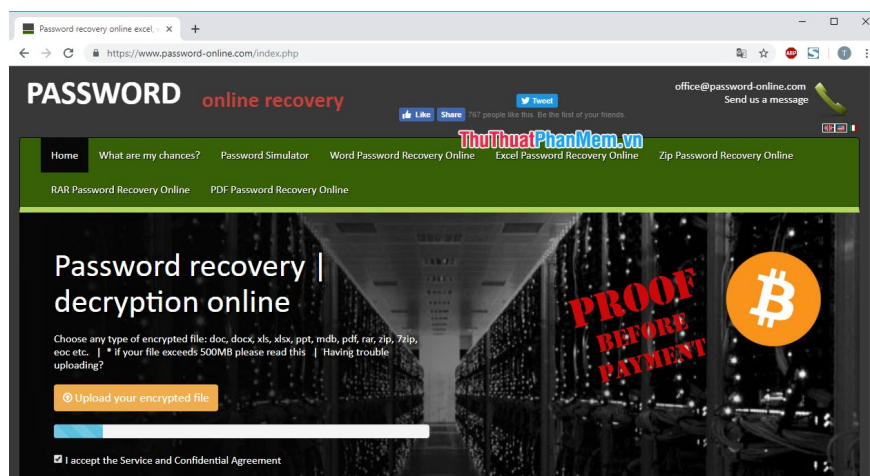 Password recovery online excel, v
https://www.password-online.com/index.php
ABP
S
T
PASSWORD online recovery
Like Share 767 people like this. Be the first of your friends.
Tweet
office@password-online.com
Send us a message
ThuThuatPhanMem.vn
Home What are my chances? Password Simulator Word Password Recovery Online Excel Password Recovery Online Zip Password Recovery Online
RAR Password Recovery Online PDF Password Recovery Online
Password recovery |
decryption online
PROOF
BEFORE
PAYMENT
Choose any type of encrypted file: doc, docx, xls, xlsx, ppt, mdb, pdf, rar, zip, 7zip,
eoc etc. | * if your file exceeds 500MB please read this | Having trouble
uploading?
Upload your encrypted file
I accept the Service and Confidential Agreement